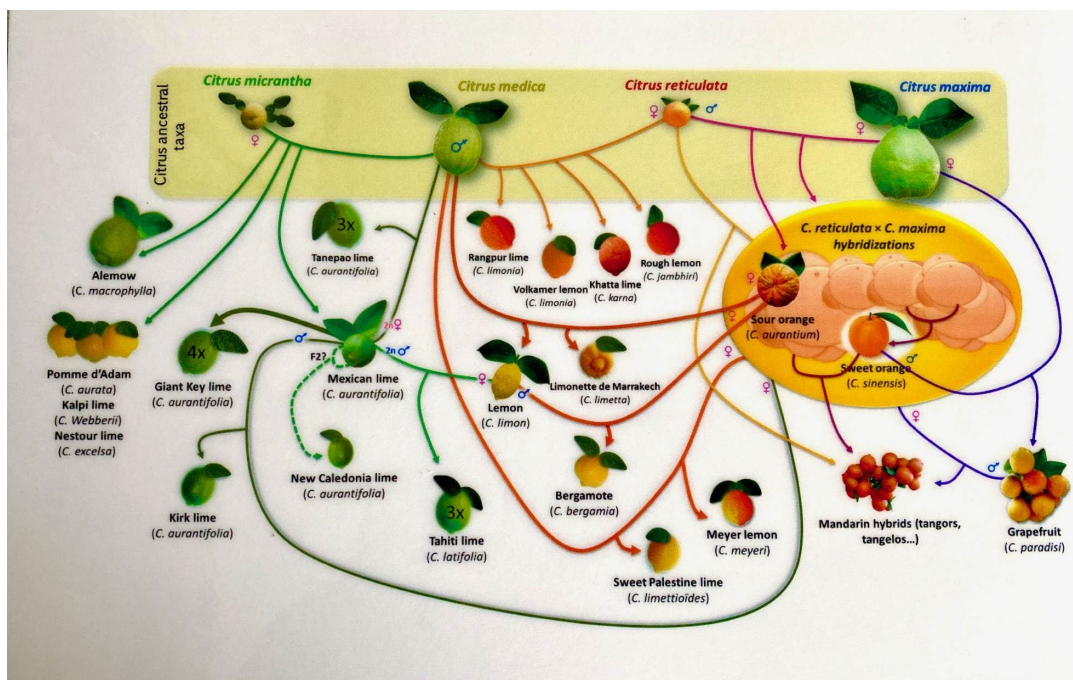 Citrus ancestral
taxa
Citrus micrantha
♀
Citrus medica
♂
Citrus reticulata
♀ ♂
Citrus maxima
♀
♀
Alemow
(C. macrophylla)
3x
Tanepao lime
(C. aurantifolia)
Rangpur lime
(C. limonia)
Volkamer lemon
(C. limonia)
Khatta lime
(C. karna)
Rough lemon
(C. jambhiri)
C. reticulata × C. maxima
hybridizations
♀
♀
Sour orange
(C. aurantium)
♂
Sweet orange
(C. sinensis)
♀
♀
Pomme d'Adam
(C. aurata)
Kalpi lime
(C. Webberii)
Nestour lime
(C. excelsa)
4x
Giant Key lime
(C. aurantifolia)
♂
F2?
2n♀
2n♂
Mexican lime
(C. aurantifolia)
♀
♂
Lemon
(C. limon)
Limonette de Marrakech
(C. limetta)
Kirk lime
(C. aurantifolia)
New Caledonia lime
(C. aurantifolia)
3x
Tahiti lime
(C. latifolia)
Bergamote
(C. bergamia)
Sweet Palestine lime
(C. limettioïdes)
Meyer lemon
(C. meyeri)
♀
Mandarin hybrids (tangors,
tangelos...)
♂
Grapefruit
(C. paradisi)